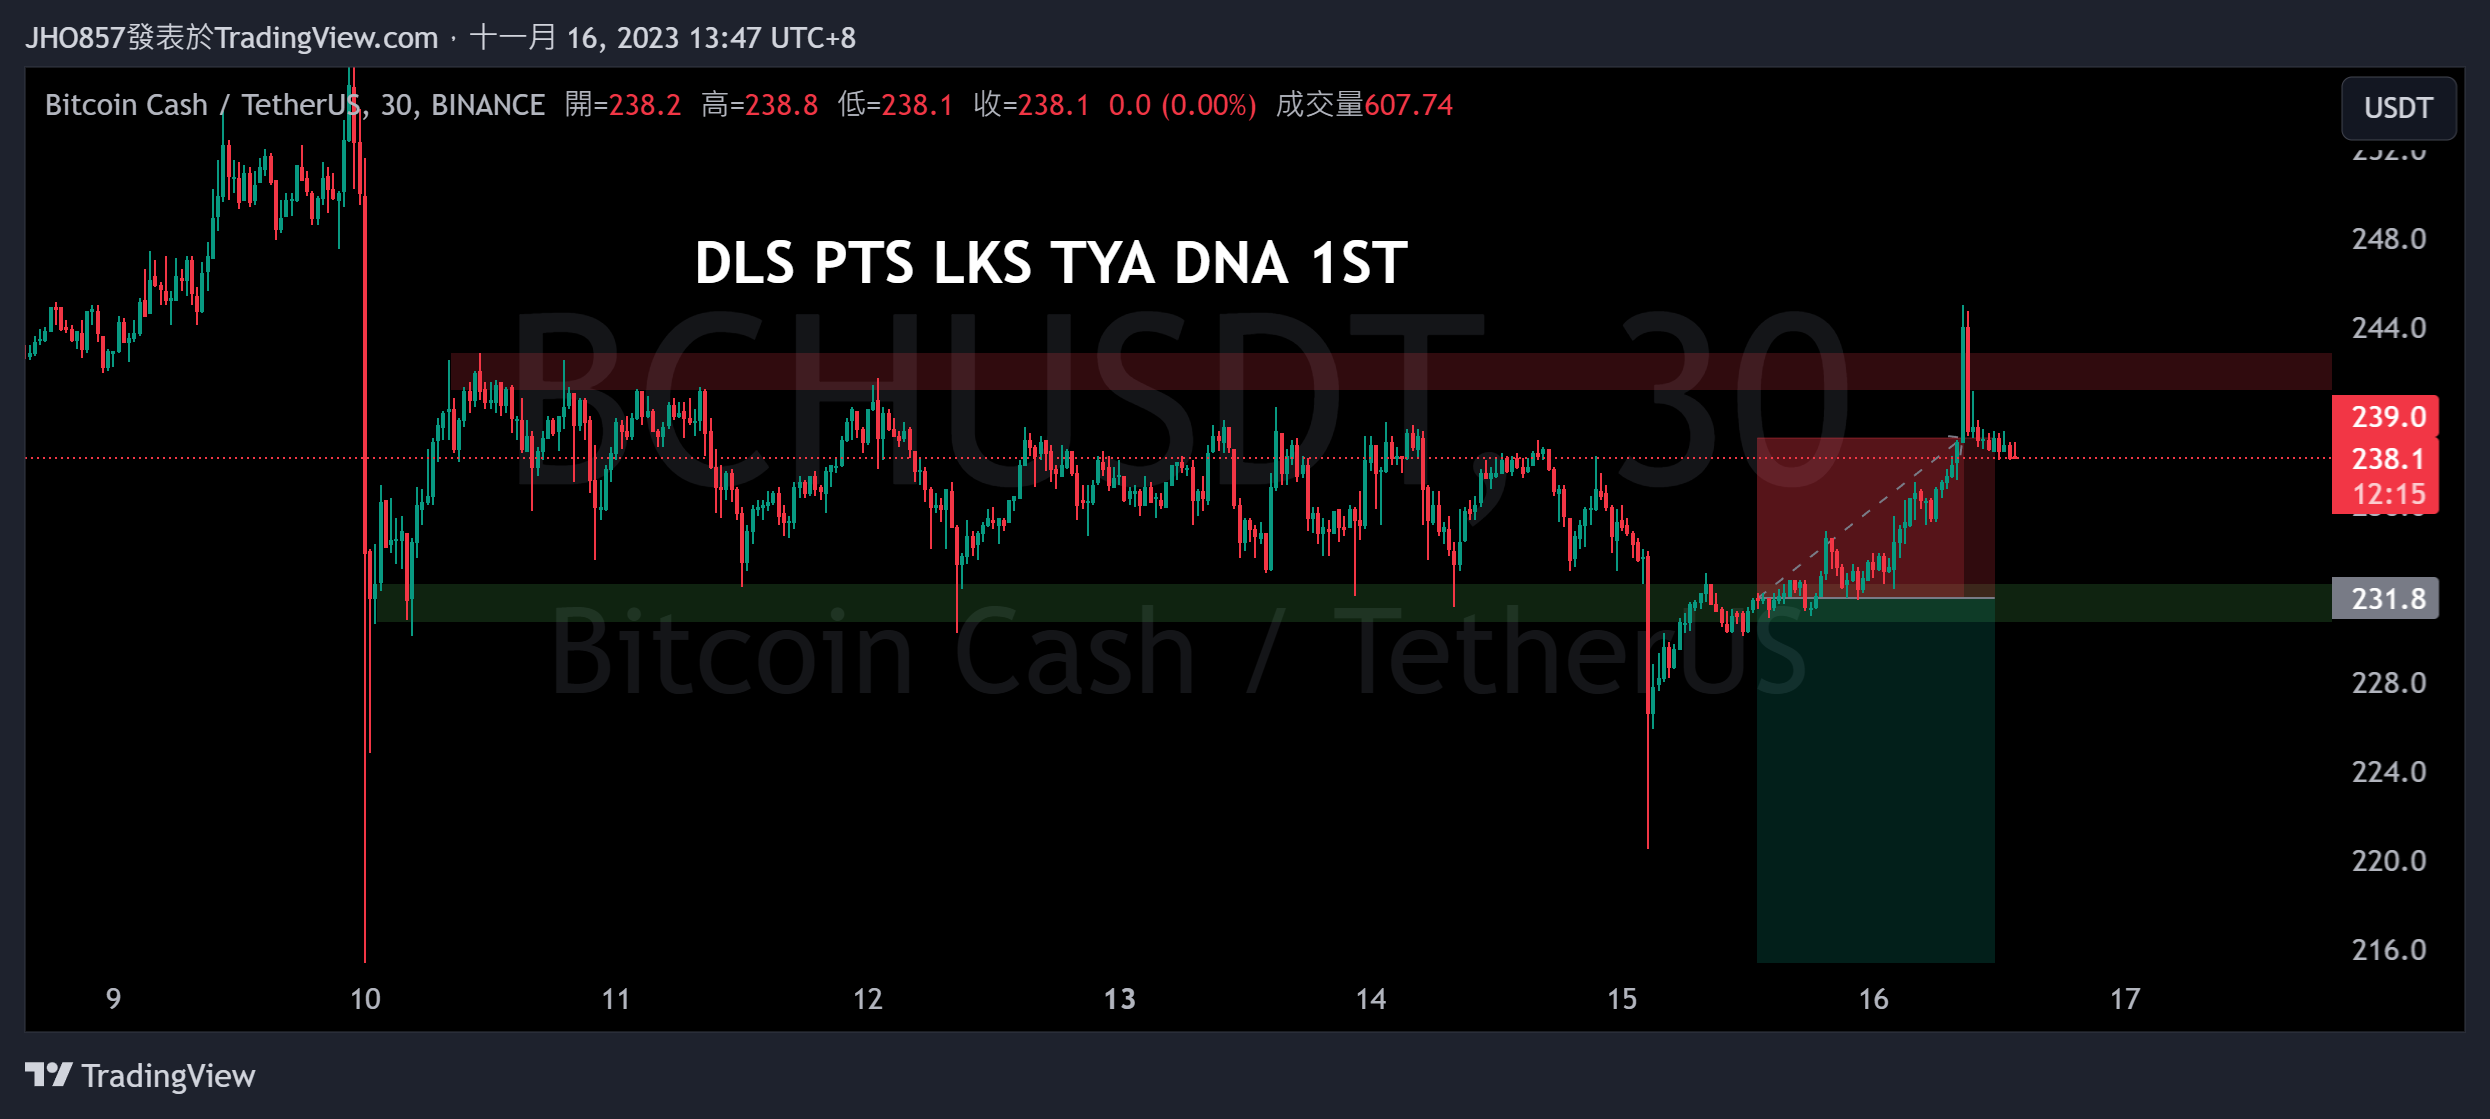 JHO857發表於TradingView.com，十一月 16, 2023 13:47 UTC+8
Bitcoin Cash / TetherUS, 30, BINANCE 開=238.2 高=238.8 低=238.1 收=238.1 0.0 (0.00%) 成交量607.74
USDT
252.0
248.0
DLS PTS LKS TYA DNA 1ST
BCHUSDT, 30
244.0
239.0
238.1
12:15
231.8
Bitcoin Cash / TetherUS
228.0
224.0
220.0
216.0
9 10 11 12 13 14 15 16 17
TradingView